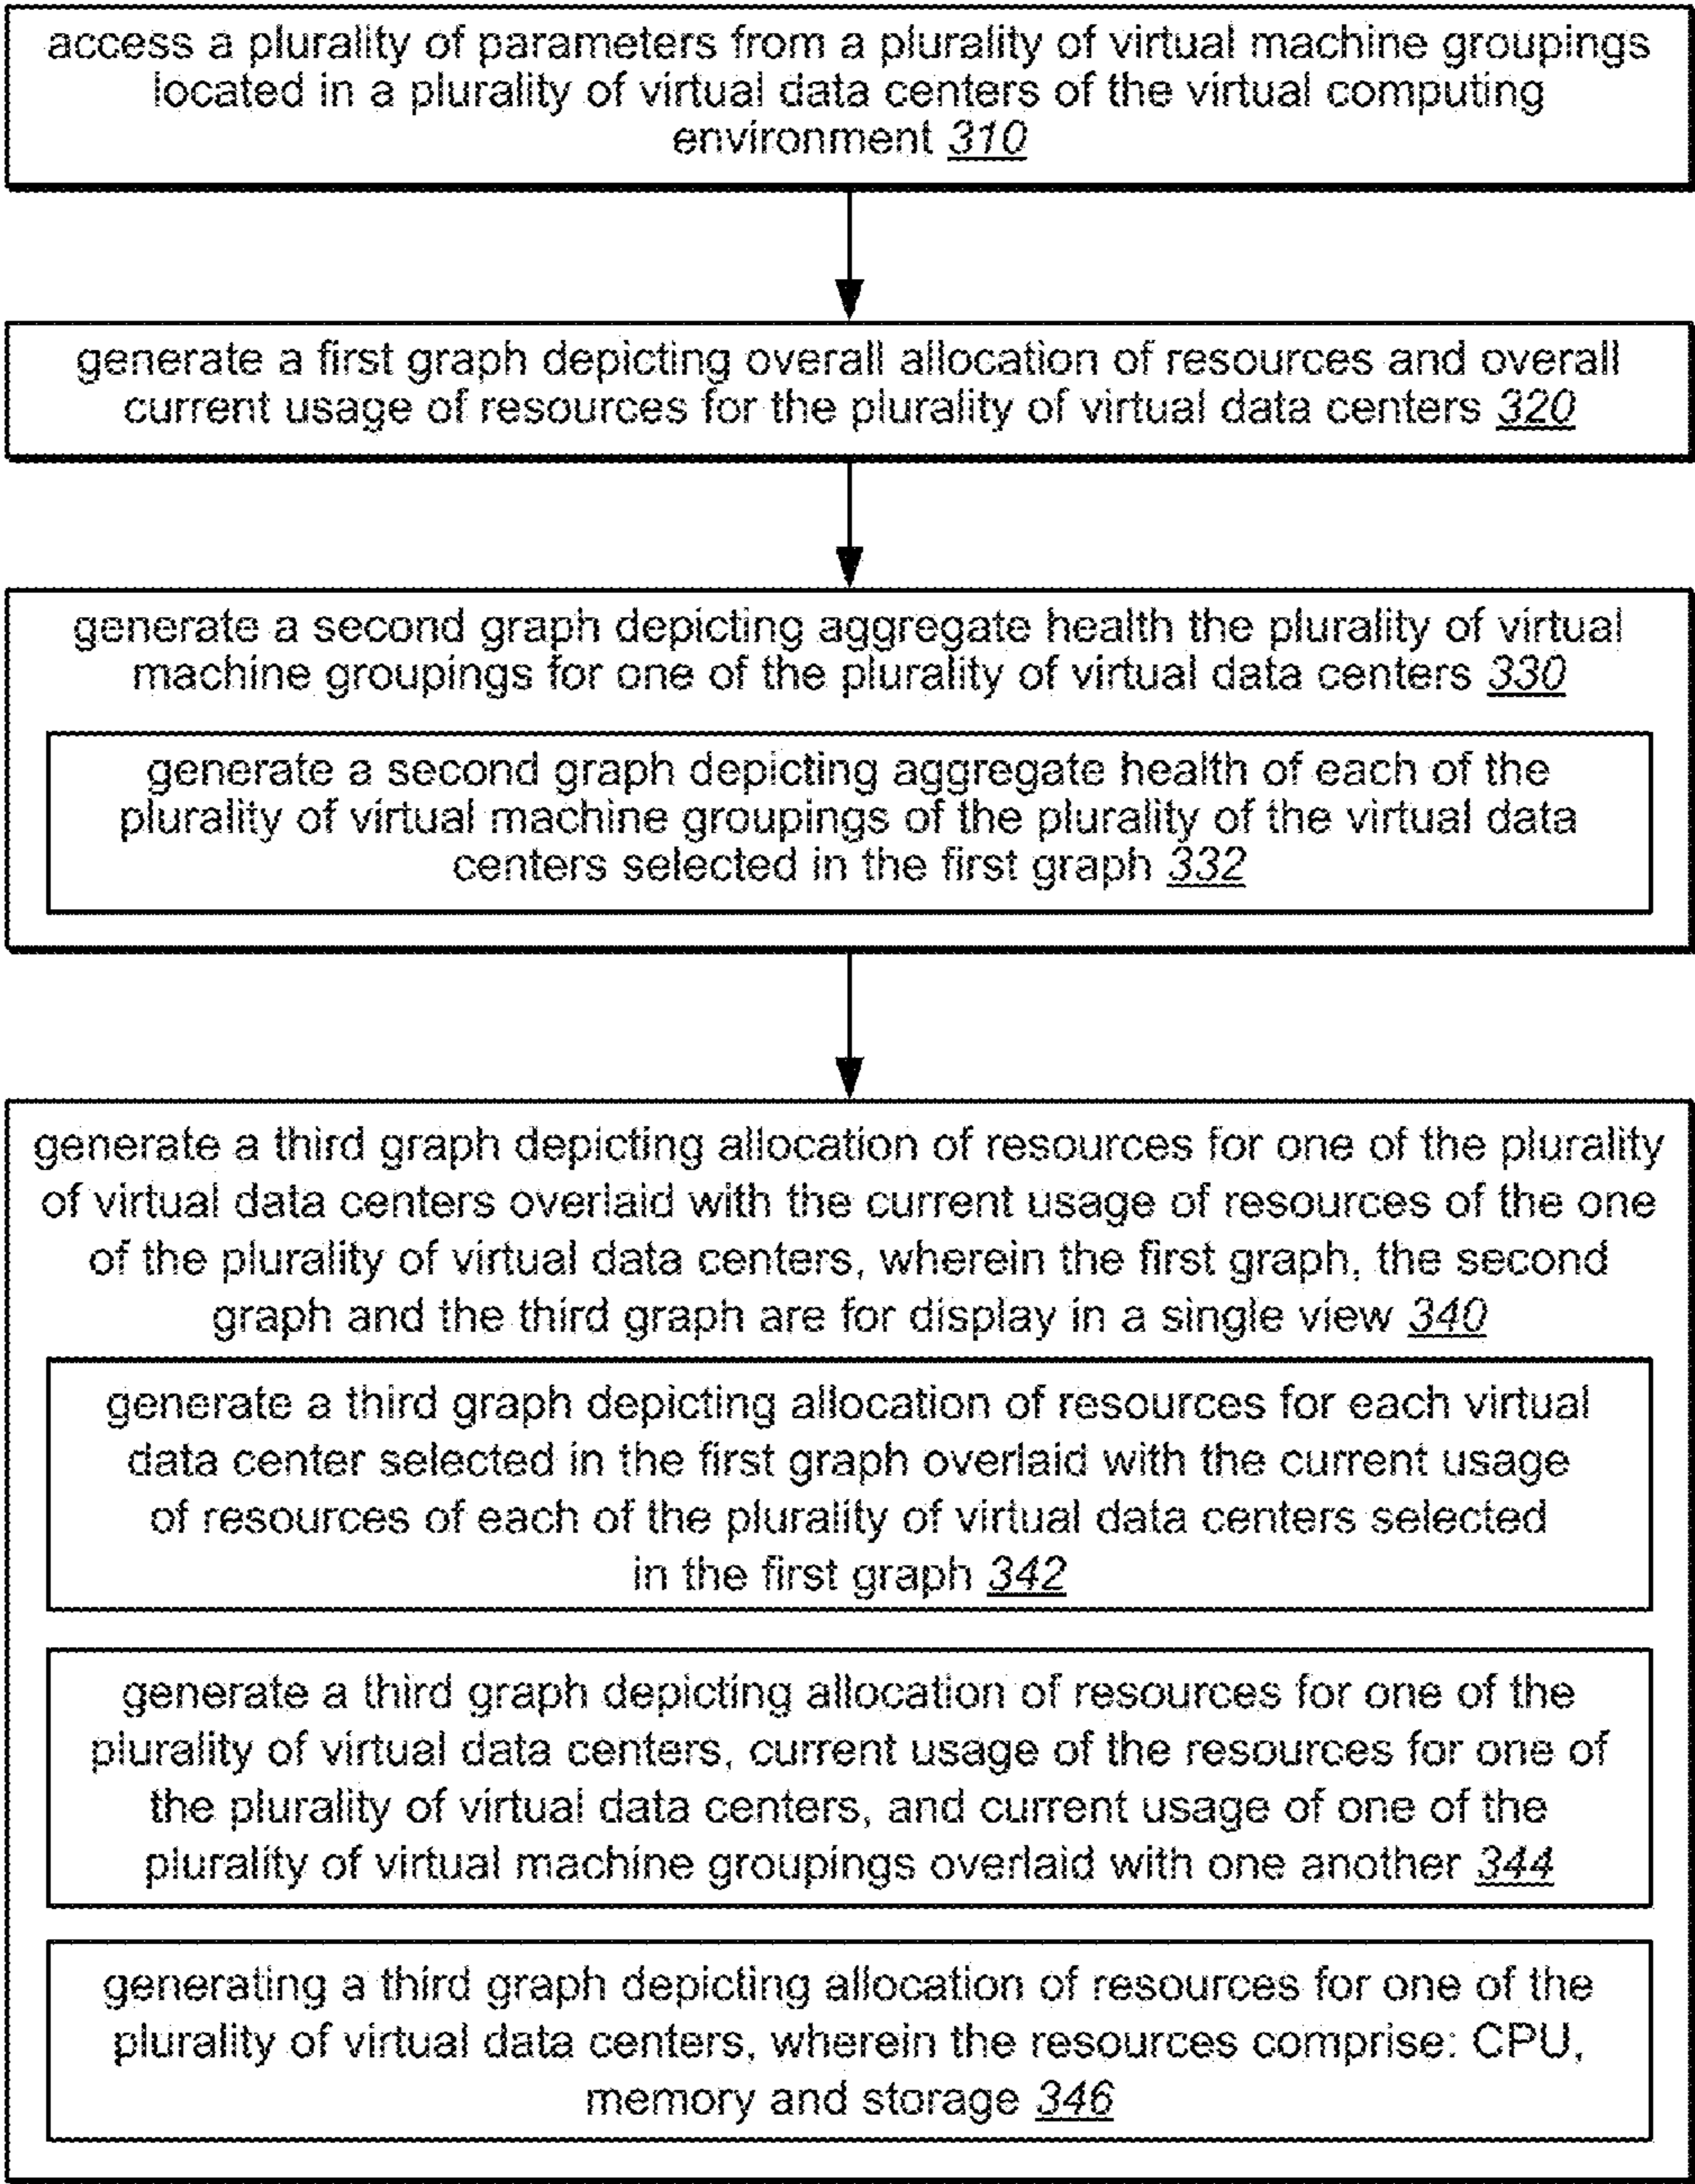 access a plurality of parameters from a plurality of virtual machine groupings
located in a plurality of virtual data centers of the virtual computing
environment 310
generate a first graph depicting overall allocation of resources and overall
current usage of resources for the plurality of virtual data centers 320
generate a second graph depicting aggregate health the plurality of virtual
machine groupings for one of the plurality of virtual data centers 330
generate a second graph depicting aggregate health of each of the
plurality of virtual machine groupings of the plurality of the virtual data
centers selected in the first graph 332
generate a third graph depicting allocation of resources for one of the plurality
of virtual data centers overlaid with the current usage of resources of the one
of the plurality of virtual data centers, wherein the first graph, the second
graph and the third graph are for display in a single view 340
generate a third graph depicting allocation of resources for each virtual
data center selected in the first graph overlaid with the current usage
of resources of each of the plurality of virtual data centers selected
in the first graph 342
generate a third graph depicting allocation of resources for one of the
plurality of virtual data centers, current usage of the resources for one of
the plurality of virtual data centers, and current usage of one of the
plurality of virtual machine groupings overlaid with one another 344
generating a third graph depicting allocation of resources for one of the
plurality of virtual data centers, wherein the resources comprise: CPU,
memory and storage 346